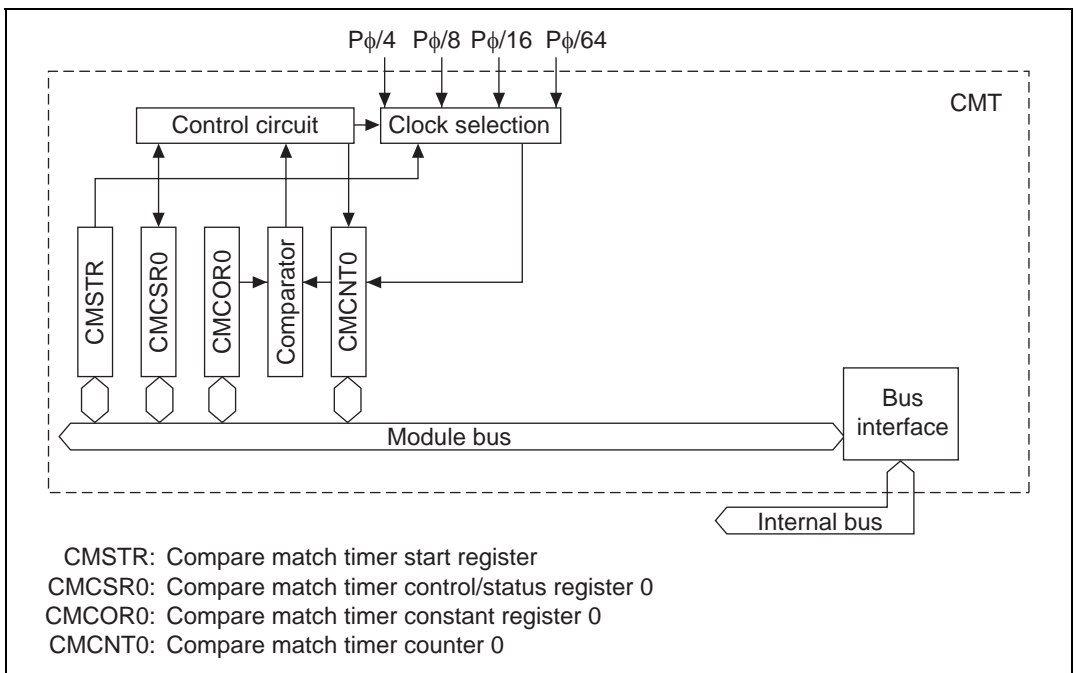 Pϕ/4 Pϕ/8 Pϕ/16 Pϕ/64
CMT
Control circuit
Clock selection
CMSTR
CMCSR0
CMCOR0
Comparator
CMCNT0
Bus
interface
Module bus
Internal bus
CMSTR: Compare match timer start register
CMCSR0: Compare match timer control/status register 0
CMCOR0: Compare match timer constant register 0
CMCNT0: Compare match timer counter 0